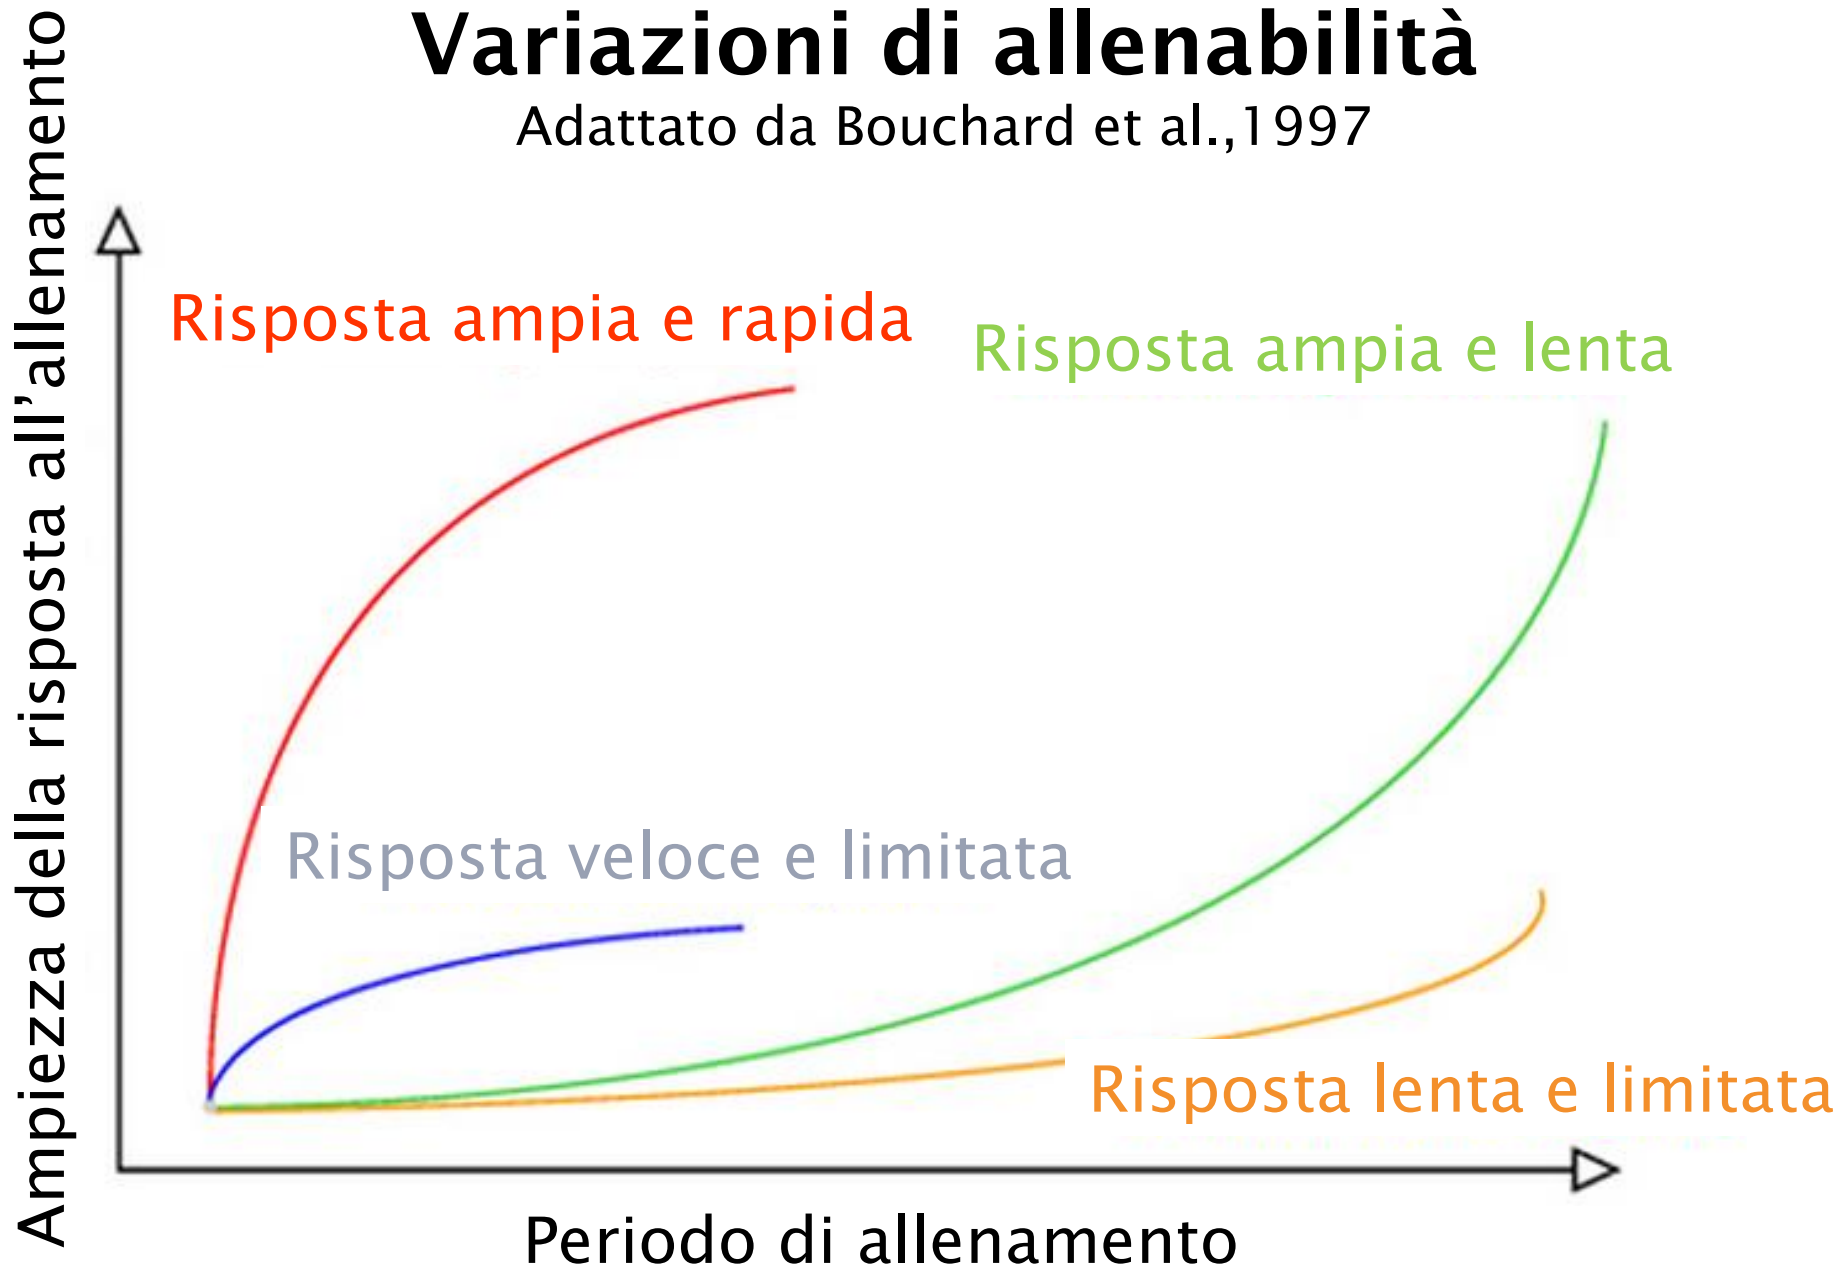 Variazioni di allenabilità
Adattato da Bouchard et al.,1997
Ampiezza della risposta all’allenamento
Risposta ampia e rapida
Risposta ampia e lenta
Risposta veloce e limitata
Risposta lenta e limitata
Periodo di allenamento